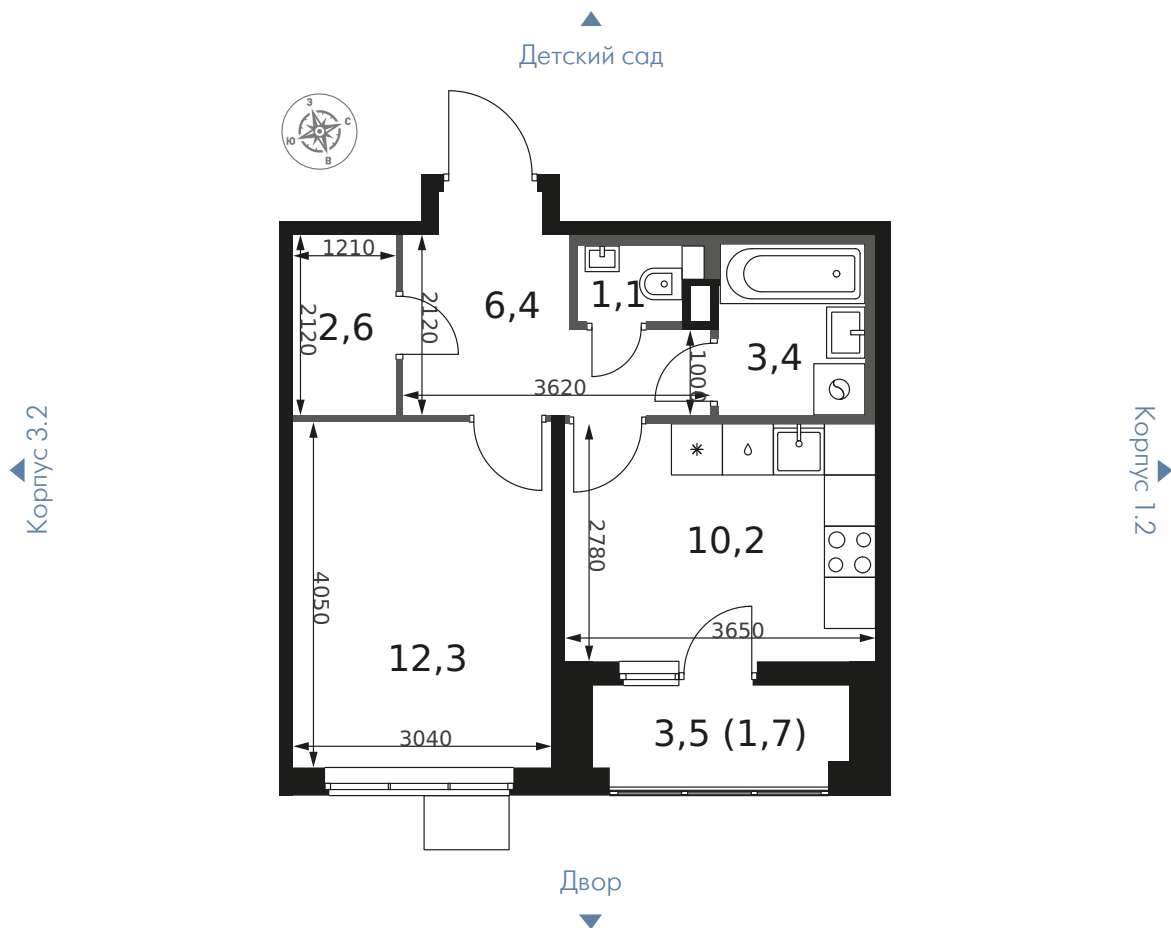 Детский сад
З
С
Ю
В
1210
2120
2,6
2120
6,4
1,1
1000
3,4
3620
Корпус 3.2
Корпус 1.2
4050
12,3
3040
2780
10,2
3650
3,5 (1,7)
Двор